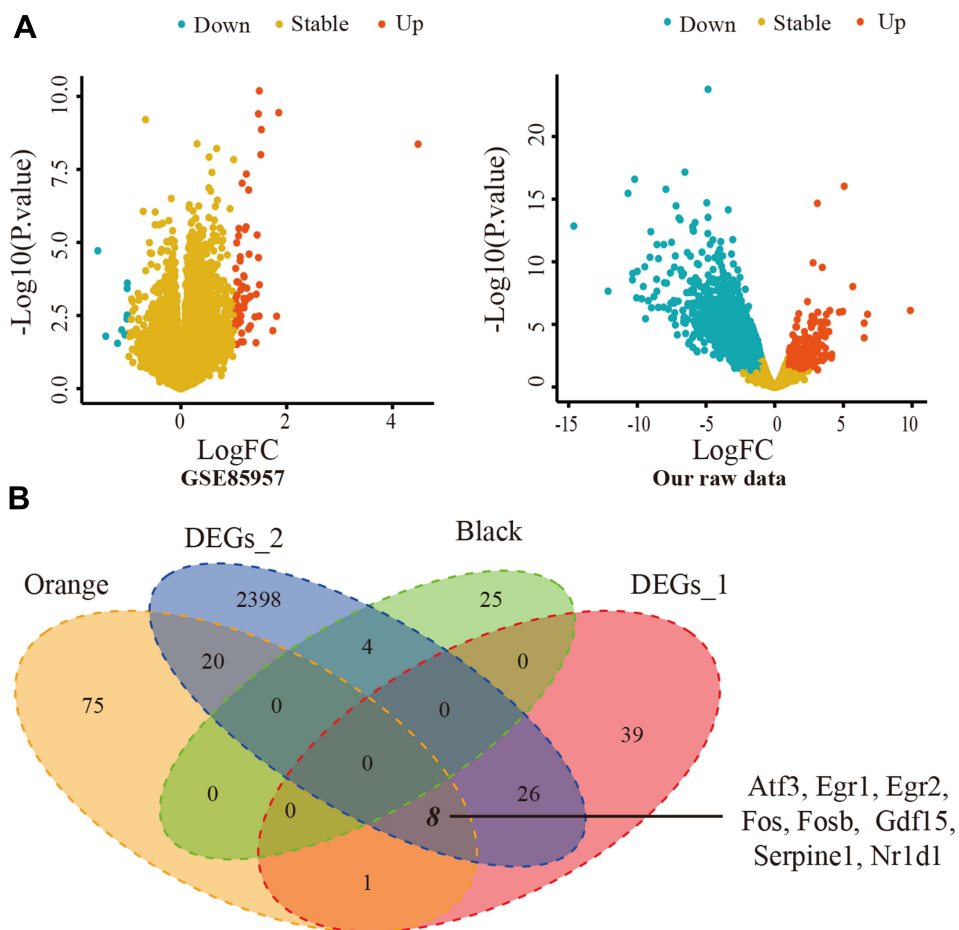 A
Down Stable Up
Down Stable Up
-Log10(P.value)
10.0
7.5
5.0
2.5
0.0
0 2 4
LogFC
GSE85957
-Log10(P.value)
20
15
10
5
0
-15 -10 -5 0 5 10
LogFC
Our raw data
B
Orange
DEGs_2
Black
DEGs_1
2398
25
20
4
0
75
0
0
39
0
0
0
26
8
1
Atf3, Egr1, Egr2,
Fos, Fosb, Gdf15,
Serpine1, Nr1d1